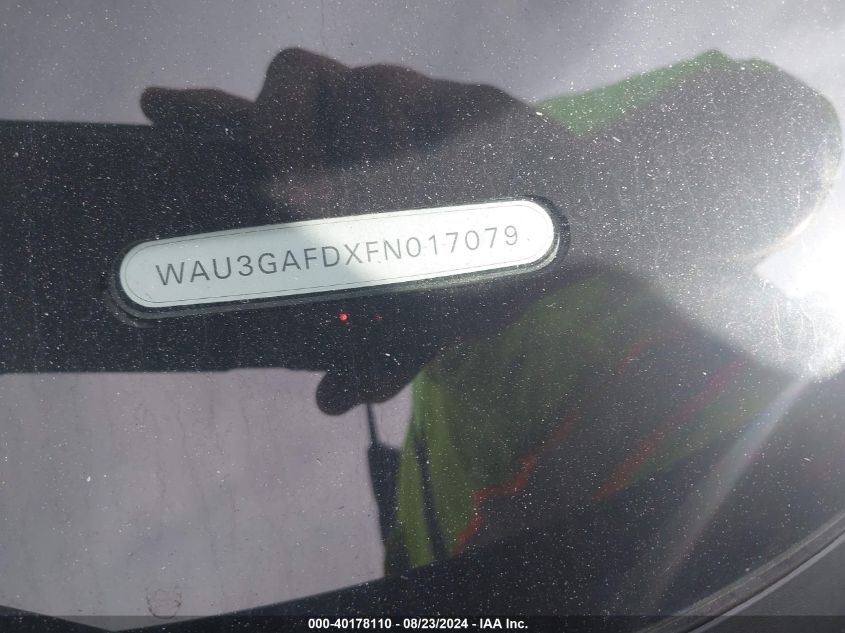 WAU3GAFDXFN017079
000-40178110 - 08/23/2024 - IAA Inc.